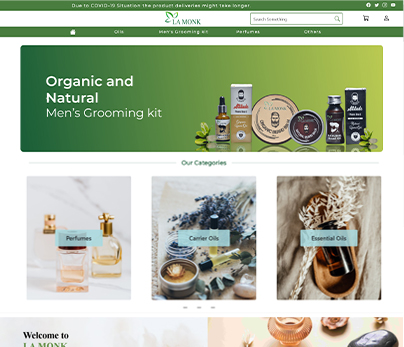 Due to COVID-19 Situation the product deliveries might take longer
LA MONK
Search Something
Oils
Men's Grooming Kit
Perfumes
Others
Organic and
Natural
Men's Grooming kit
Our Categories
Perfumes
Carrier Oils
Essential Oils
Welcome to
LA MONK